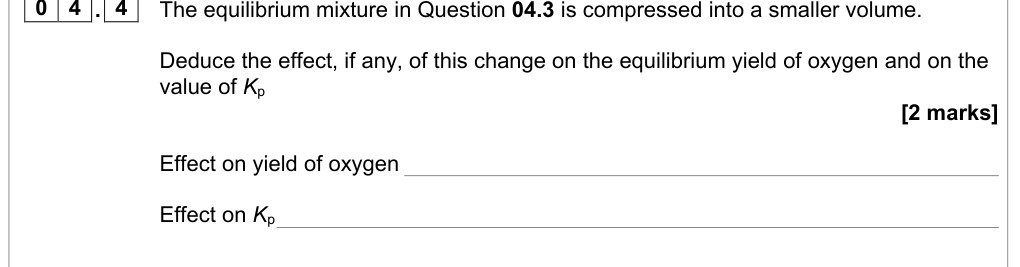 0 4 . 4 The equilibrium mixture in Question 04.3 is compressed into a smaller volume.
Deduce the effect, if any, of this change on the equilibrium yield of oxygen and on the
value of Kp
[2 marks]
Effect on yield of oxygen
Effect on Kp